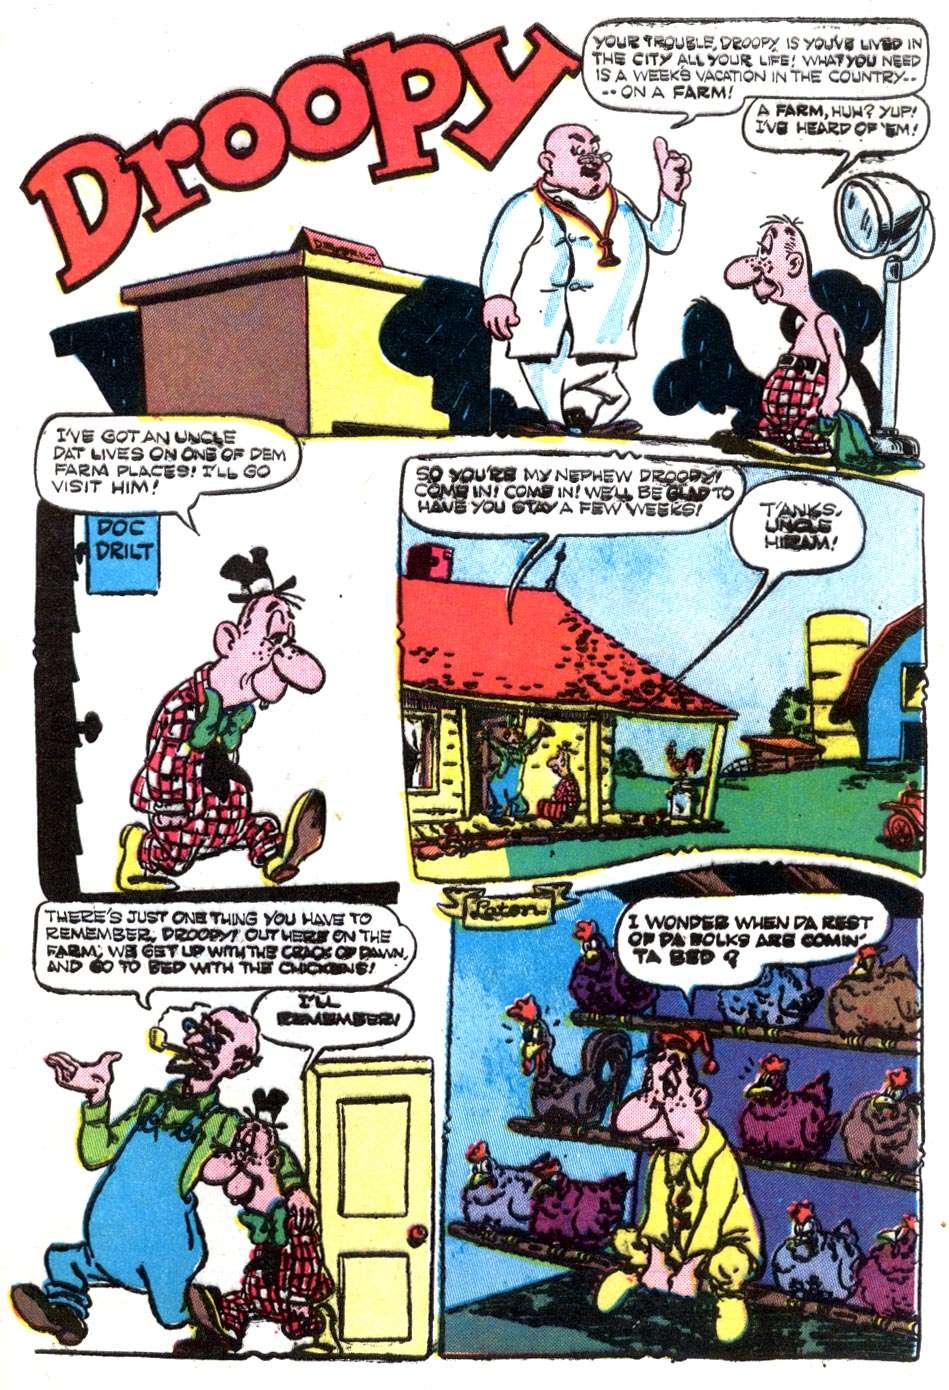 Droopy
YOUR TROUBLE, DROOPY, IS YOU'VE LIVED IN
THE CITY ALL YOUR LIFE! WHAT YOU NEED
IS A WEEK'S VACATION IN THE COUNTRY--
-- ON A FARM!
A FARM, HUH? YUP!
I'VE HEARD OF 'EM!
I'VE GOT AN UNCLE
DAT LIVES ON ONE OF DEM
FARM PLACES! I'LL GO
VISIT HIM!
DOC
DRILT
SO YOU'RE MY NEPHEW DROOPY!
COME IN! COME IN! WE'LL BE GLAD TO
HAVE YOU STAY A FEW WEEKS!
T'ANKS,
UNCLE
HIRAM!
THERE'S JUST ONE THING YOU HAVE TO
REMEMBER, DROOPY! OUT HERE ON THE
FARM, WE GET UP WITH THE CRACK OF DAWN,
AND GO TO BED WITH THE CHICKENS!
I'LL
REMEMBER!
Later
I WONDER WHEN DA REST
OF DA FOLKS ARE COMIN'
TA BED?